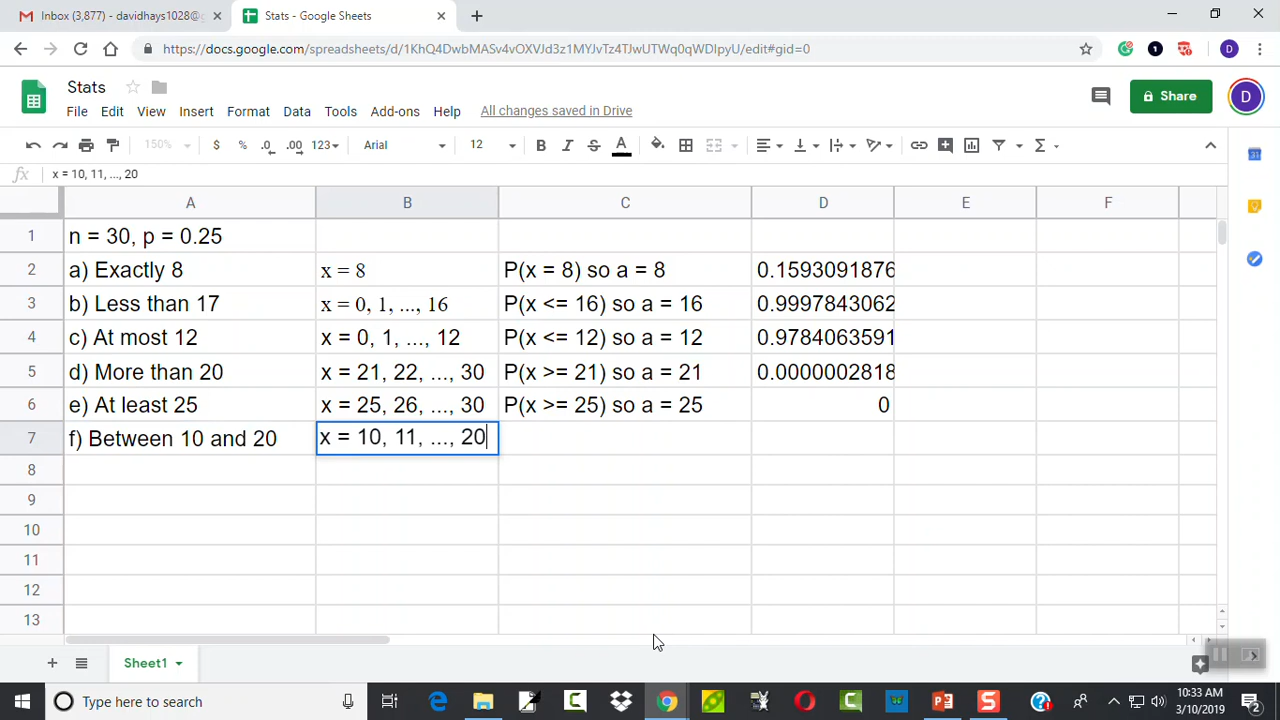 Inbox (3,877) - davidhays1028@
Stats - Google Sheets
https://docs.google.com/spreadsheets/d/1KhQ4DwbMASv4vOXVJd3z1MYJvTz4TJwUTWq0qWDIpyU/edit#gid=0
D
Stats
File Edit View Insert Format Data Tools Add-ons Help All changes saved in Drive
Share
D
150% $ % .0 .00 123 Arial 12 B I S A Σ
fx x = 10, 11, ..., 20
A B C D E F
1 n = 30, p = 0.25
2 a) Exactly 8 x = 8 P(x = 8) so a = 8 0.1593091876
3 b) Less than 17 x = 0, 1, ..., 16 P(x <= 16) so a = 16 0.9997843062
4 c) At most 12 x = 0, 1, ..., 12 P(x <= 12) so a = 12 0.9784063591
5 d) More than 20 x = 21, 22, ..., 30 P(x >= 21) so a = 21 0.0000002818
6 e) At least 25 x = 25, 26, ..., 30 P(x >= 25) so a = 25 0
7 f) Between 10 and 20 x = 10, 11, ..., 20
8
9
10
11
12
13
Sheet1
Type here to search
10:33 AM
3/10/2019
2